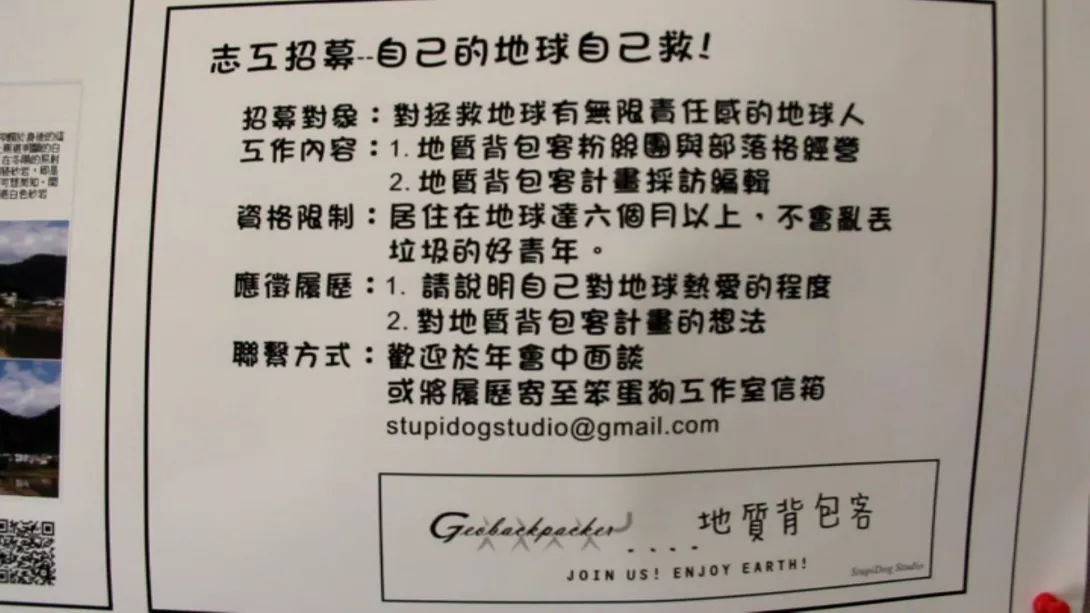 志工招募--自己的地球自己救!
招募對象：對拯救地球有無限責任感的地球人
工作內容：1. 地質背包客粉絲團與部落格經營
2. 地質背包客計畫採訪編輯
資格限制：居住在地球達六個月以上，不會亂丟
垃圾的好青年。
應徵履歷：1. 請說明自己對地球熱愛的程度
2. 對地質背包客計畫的想法
聯繫方式：歡迎於年會中面談
或將履歷寄至笨蛋狗工作室信箱
stupidogstudio@gmail.com
Geobackpacker 地質背包客
JOIN US! ENJOY EARTH!
StupiDog Studio